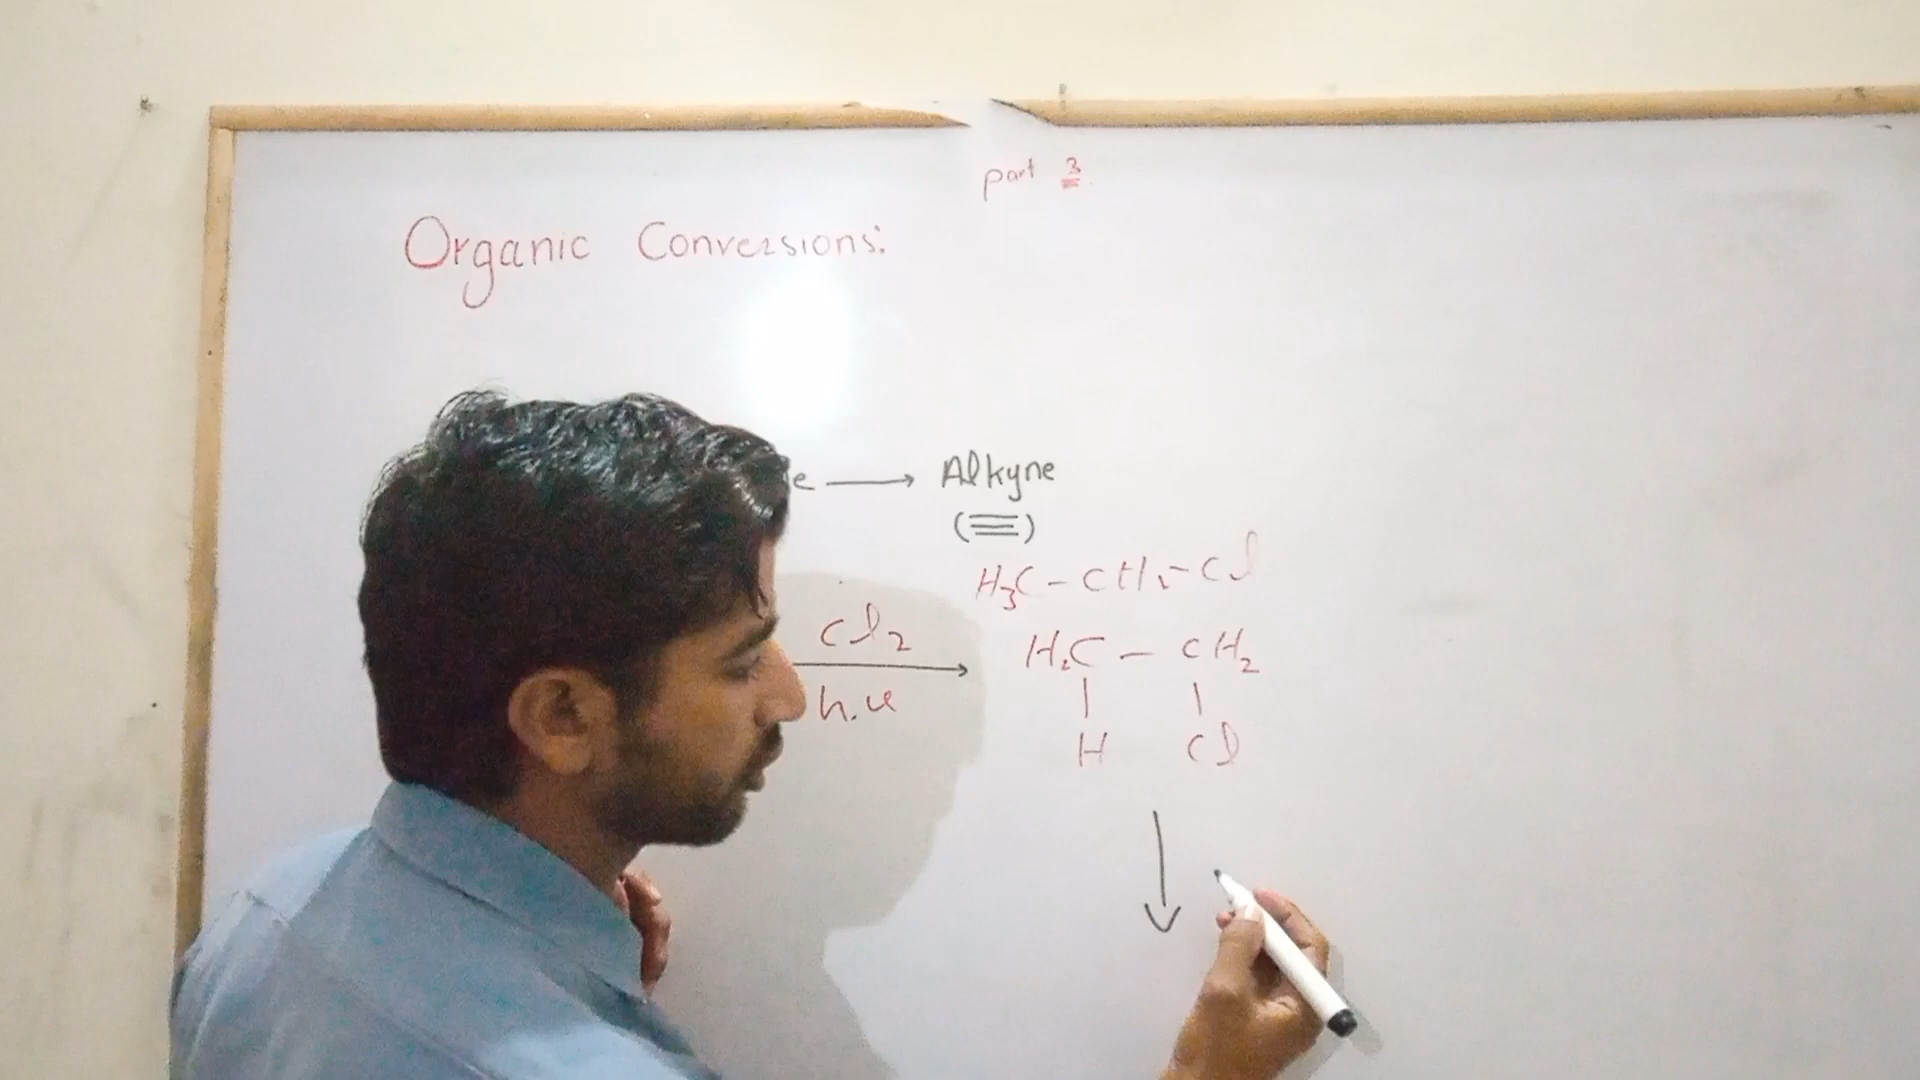 part 3
Organic Conversions:
e → Alkyne
(≡)
H₃C – CH₂ – Cl
Cl₂
H₂C – CH₂
h.υ
H Cl